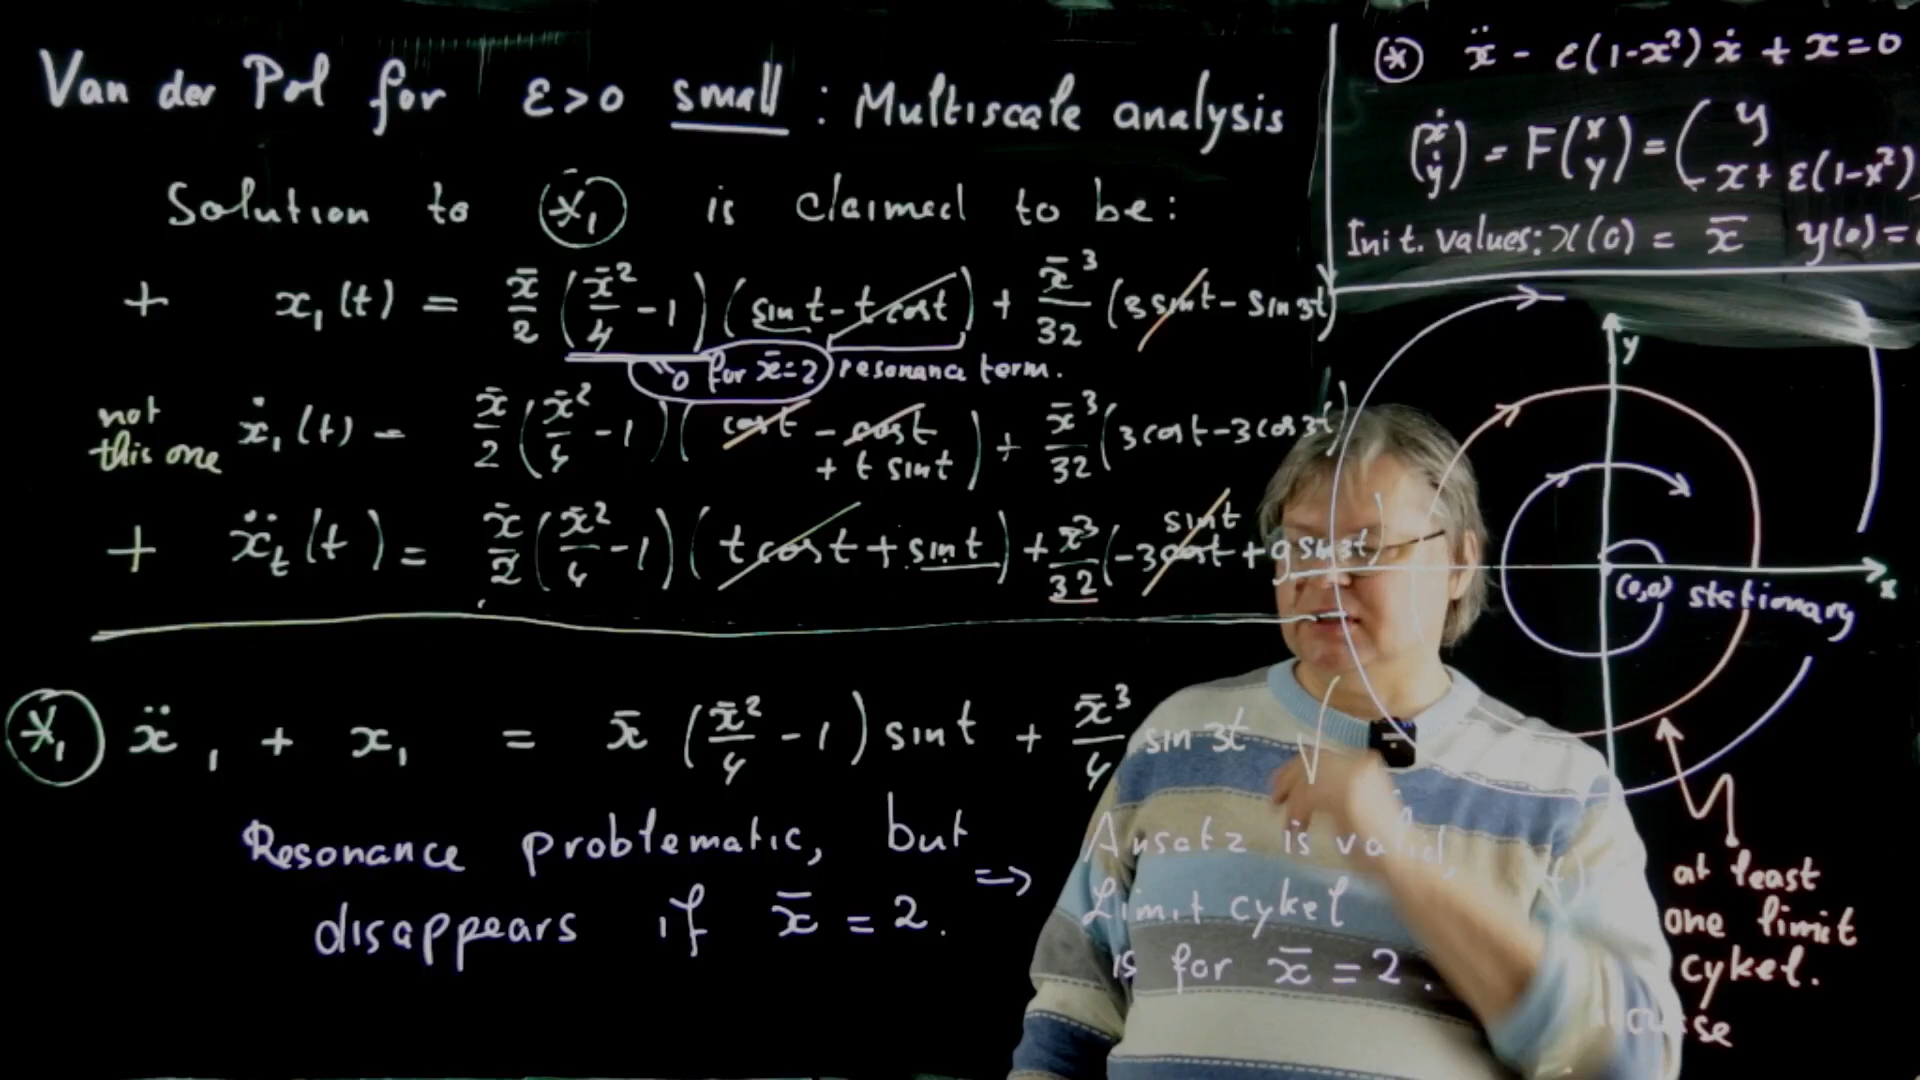 Van der Pol for ε>0 small : Multiscale analysis
Solution to (*₁) is claimed to be:
+ x₁(t) = x̄/2 (x̄²/4 - 1)(sin t - t cos t) + x̄³/32 (3 sin t - sin 3t)
"0 for x̄=2 resonance term.
not this one ẋ₁(t) = x̄/2 (x̄²/4 - 1)(cos t - cos t + t sin t) + x̄³/32 (3 cos t - 3 cos 3t)
+ ẍₜ(t) = x̄/2 (x̄²/4 - 1)(t cos t + sin t) + x̄³/32 (-3 cos t sin t + 9 sin 3t)
(*₁) ẍ₁ + x₁ = x̄ (x̄²/4 - 1) sin t + x̄³/4 sin 3t √
Resonance problematic, but
disappears if x̄ = 2.
=> Ansatz is valid,
Limit cykel
is for x̄ = 2.
(*) ẍ - ε(1-x²)ẋ + x = 0
(ẋ ẏ) = F(x y) = (y
-x + ε(1-x²)
Init. values: x(0) = x̄ y(0) =
y
x
(0,0) stationary
at least
one limit
cykel.